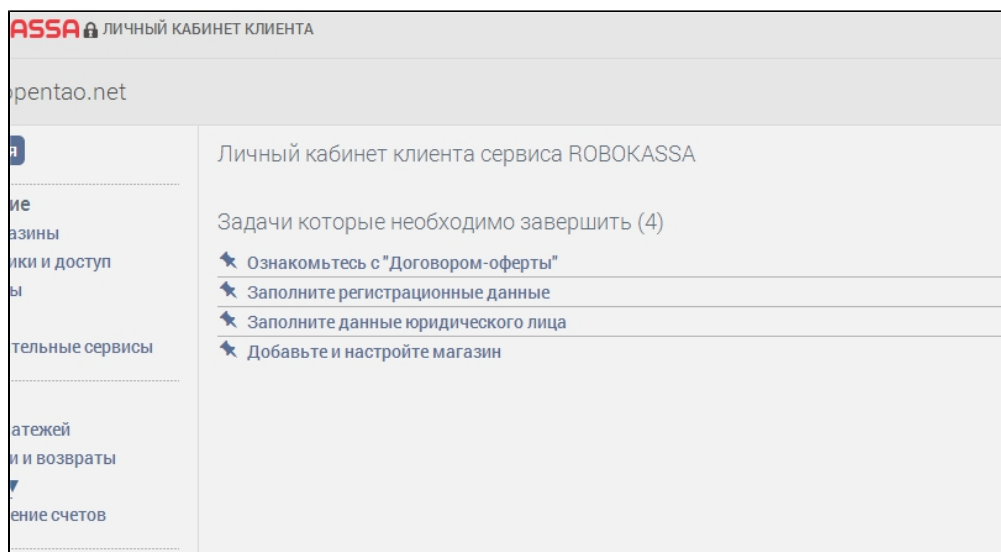 ASSA ЛИЧНЫЙ КАБИНЕТ КЛИЕНТА
opentao.net
я
Личный кабинет клиента сервиса ROBOKASSA
ие
азины
ики и доступ
ы
тельные сервисы
атежей
и и возвраты
ение счетов
Задачи которые необходимо завершить (4)
Ознакомьтесь с "Договором-оферты"
Заполните регистрационные данные
Заполните данные юридического лица
Добавьте и настройте магазин